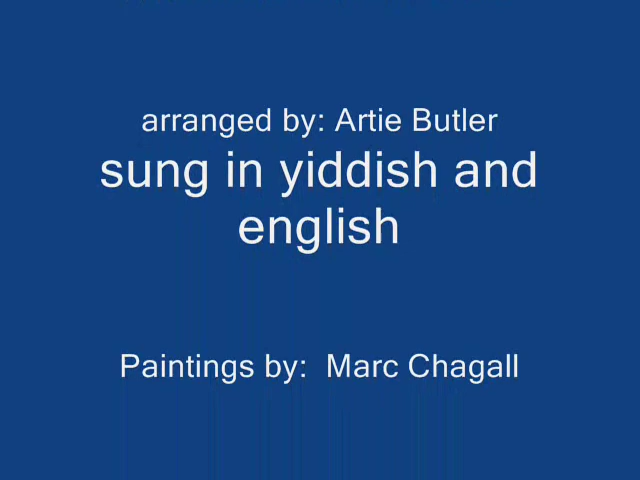 arranged by: Artie Butler
sung in yiddish and
english
Paintings by:  Marc Chagall